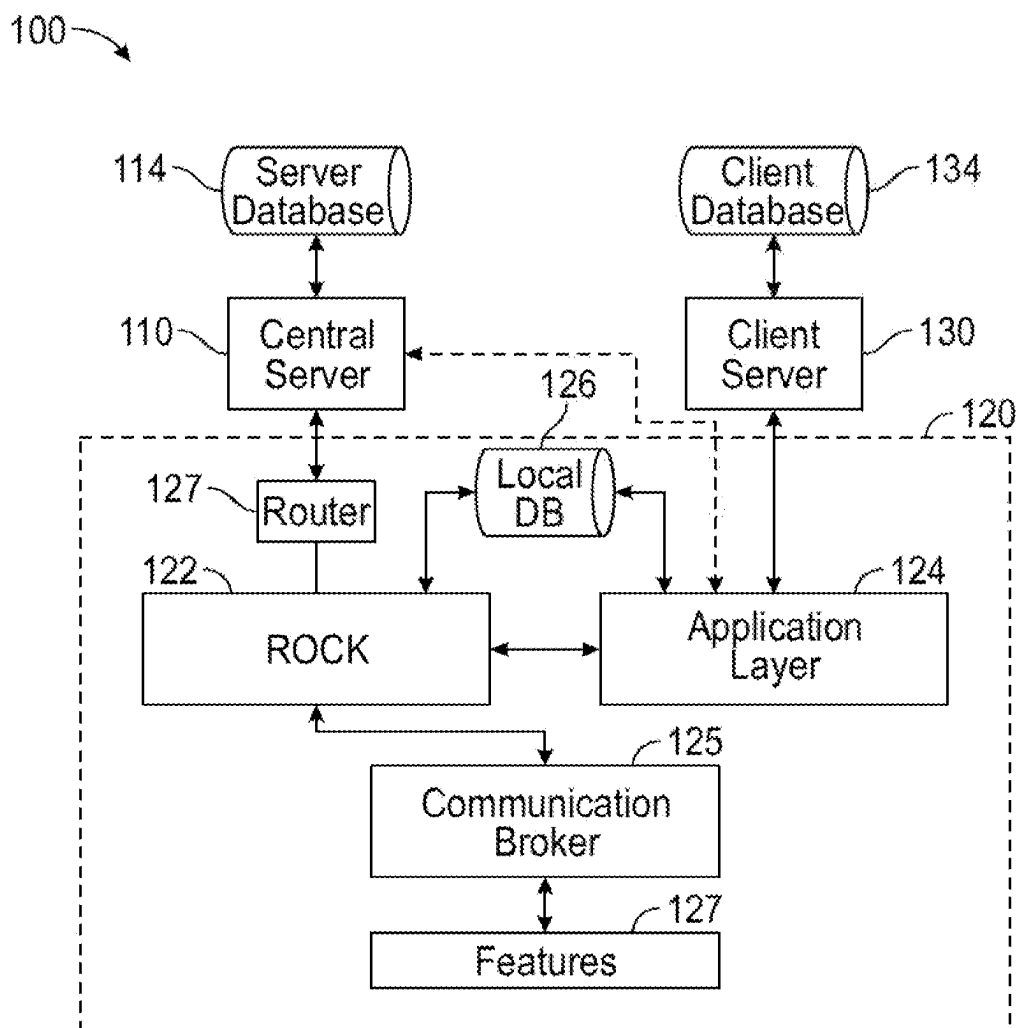 100
114
Server
Database
Client
Database
134
110
Central
Server
Client
Server
130
126
120
127
Router
Local
DB
122
124
ROCK
Application
Layer
125
Communication
Broker
127
Features